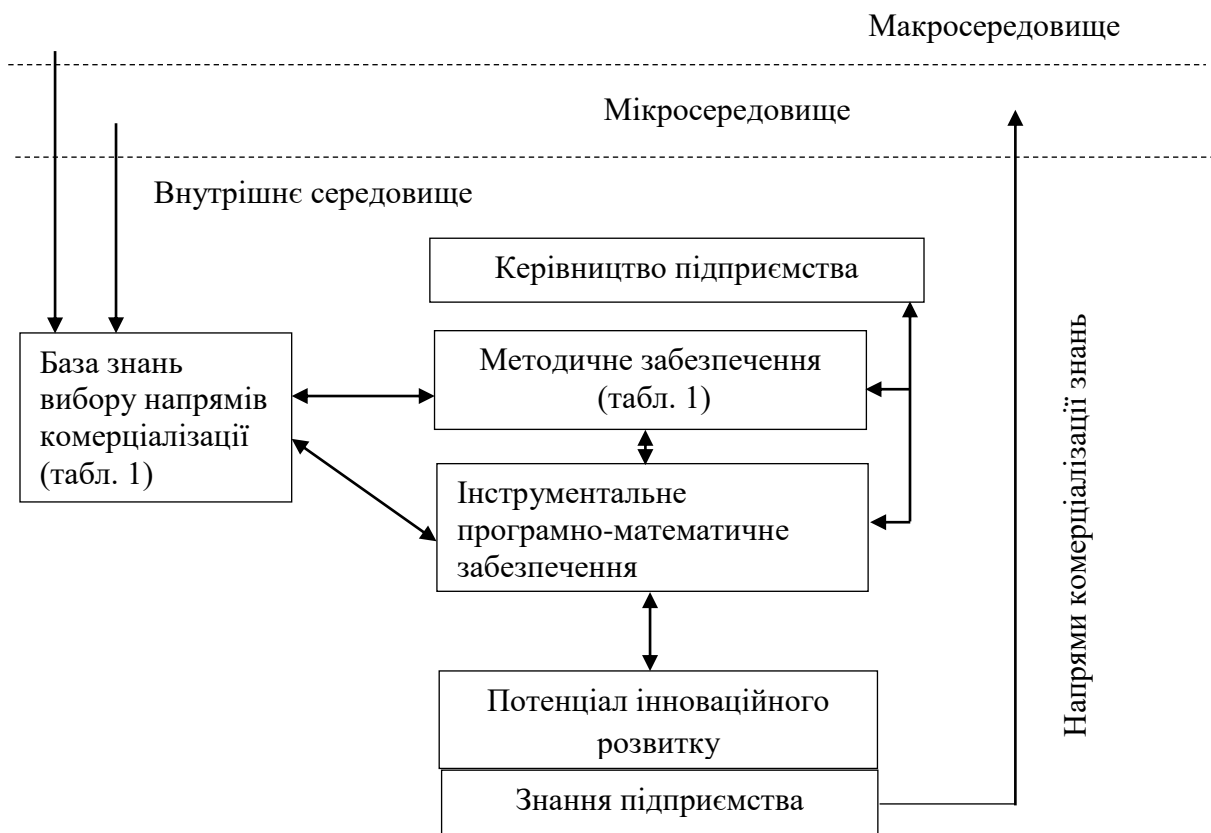 Макросередовище
Мікросередовище
Внутрішнє середовище
Керівництво підприємства
База знань
вибору напрямів
комерціалізації
(табл. 1)
Методичне забезпечення
(табл. 1)
Інструментальне
програмно-математичне
забезпечення
Потенціал інноваційного
розвитку
Знання підприємства
Напрями комерціалізації знань